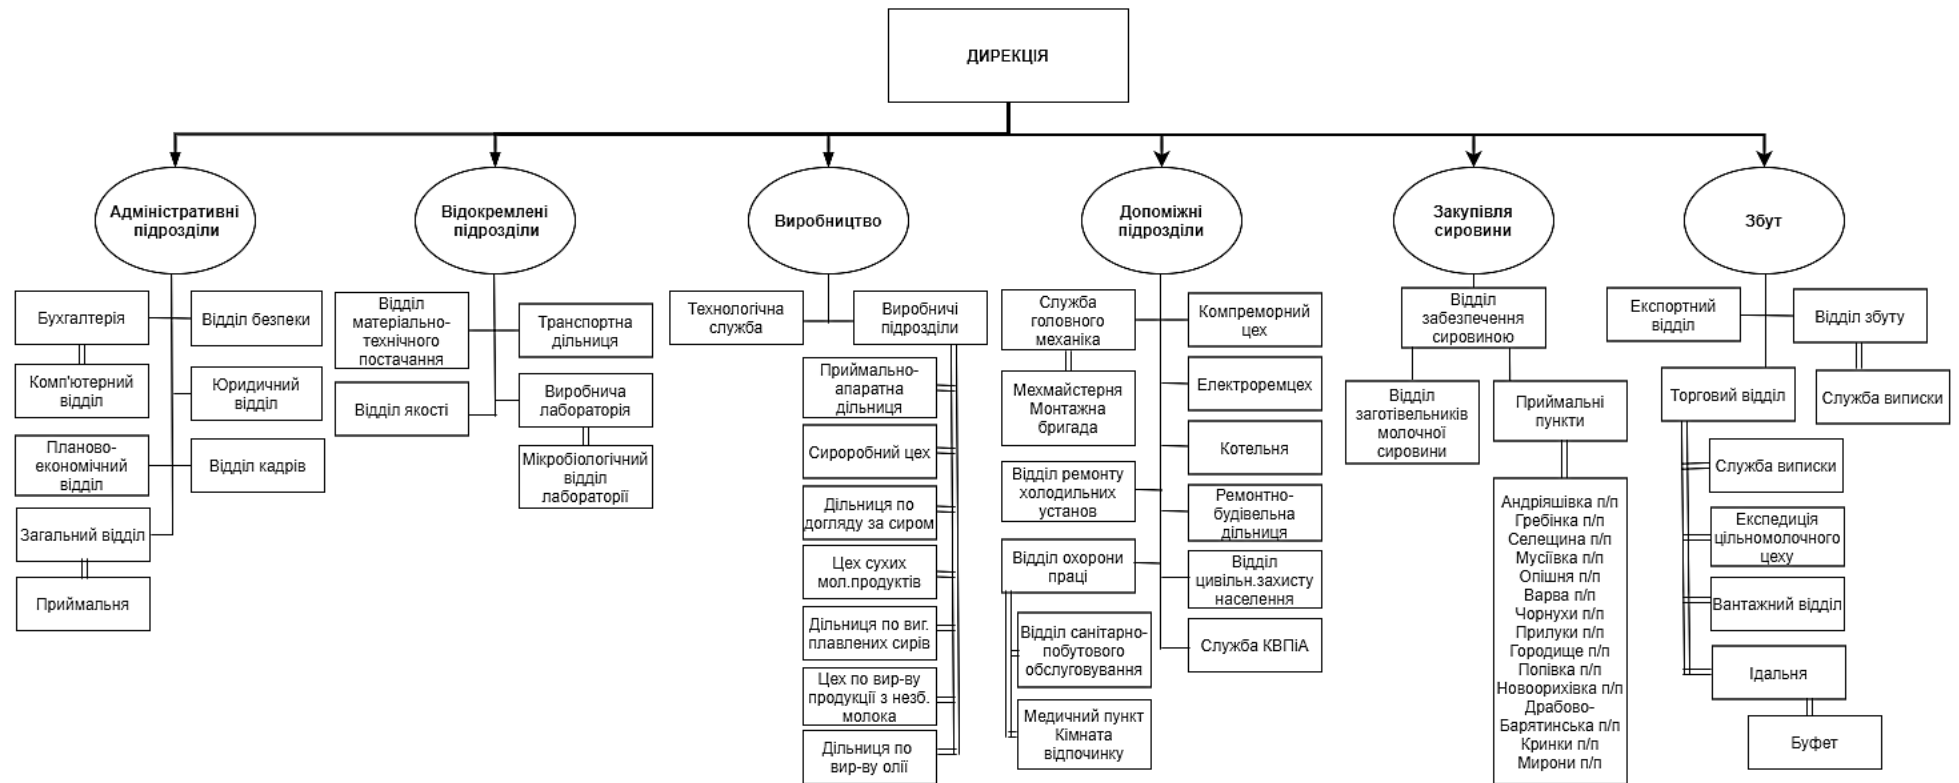 ДИРЕКЦІЯ
Адміністративні
підрозділи
Відокремлені
підрозділи
Виробництво
Допоміжні
підрозділи
Закупівля
сировини
Збут
Бухгалтерія
Відділ безпеки
Комп'ютерний
відділ
Юридичний
відділ
Планово-
економічний
відділ
Відділ кадрів
Загальний відділ
Приймальня
Відділ
матеріально-
технічного
постачання
Транспортна
дільниця
Відділ якості
Виробнича
лабораторія
Мікробіологічний
відділ
лабораторії
Технологічна
служба
Виробничі
підрозділи
Приймально-
апаратна
дільниця
Сироробний цех
Дільниця по
догляду за сиром
Цех сухих
мол.продуктів
Дільниця по виг.
плавлених сирів
Цех по вир-ву
продукції з незб.
молока
Дільниця по
вир-ву олії
Служба
головного
механіка
Компреморний
цех
Мехмайстерня
Монтажна
бригада
Електроремцех
Котельня
Відділ ремонту
холодильних
установ
Ремонтно-
будівельна
дільниця
Відділ охорони
праці
Відділ
цивільн.захисту
населення
Відділ санітарно-
побутового
обслуговування
Служба КВПіА
Медичний пункт
Кімната
відпочинку
Відділ
забезпечення
сировиною
Відділ
заготівельників
молочної
сировини
Приймальні
пункти
Андріяшівка п/п
Гребінка п/п
Селещина п/п
Мусіївка п/п
Опішня п/п
Варва п/п
Чорнухи п/п
Прилуки п/п
Городище п/п
Попівка п/п
Новоорихівка п/п
Драбово-
Барятинська п/п
Кринки п/п
Мирони п/п
Експортний
відділ
Відділ збуту
Торговий відділ
Служба виписки
Служба виписки
Експедиція
цільномолочного
цеху
Вантажний відділ
Ідальня
Буфет